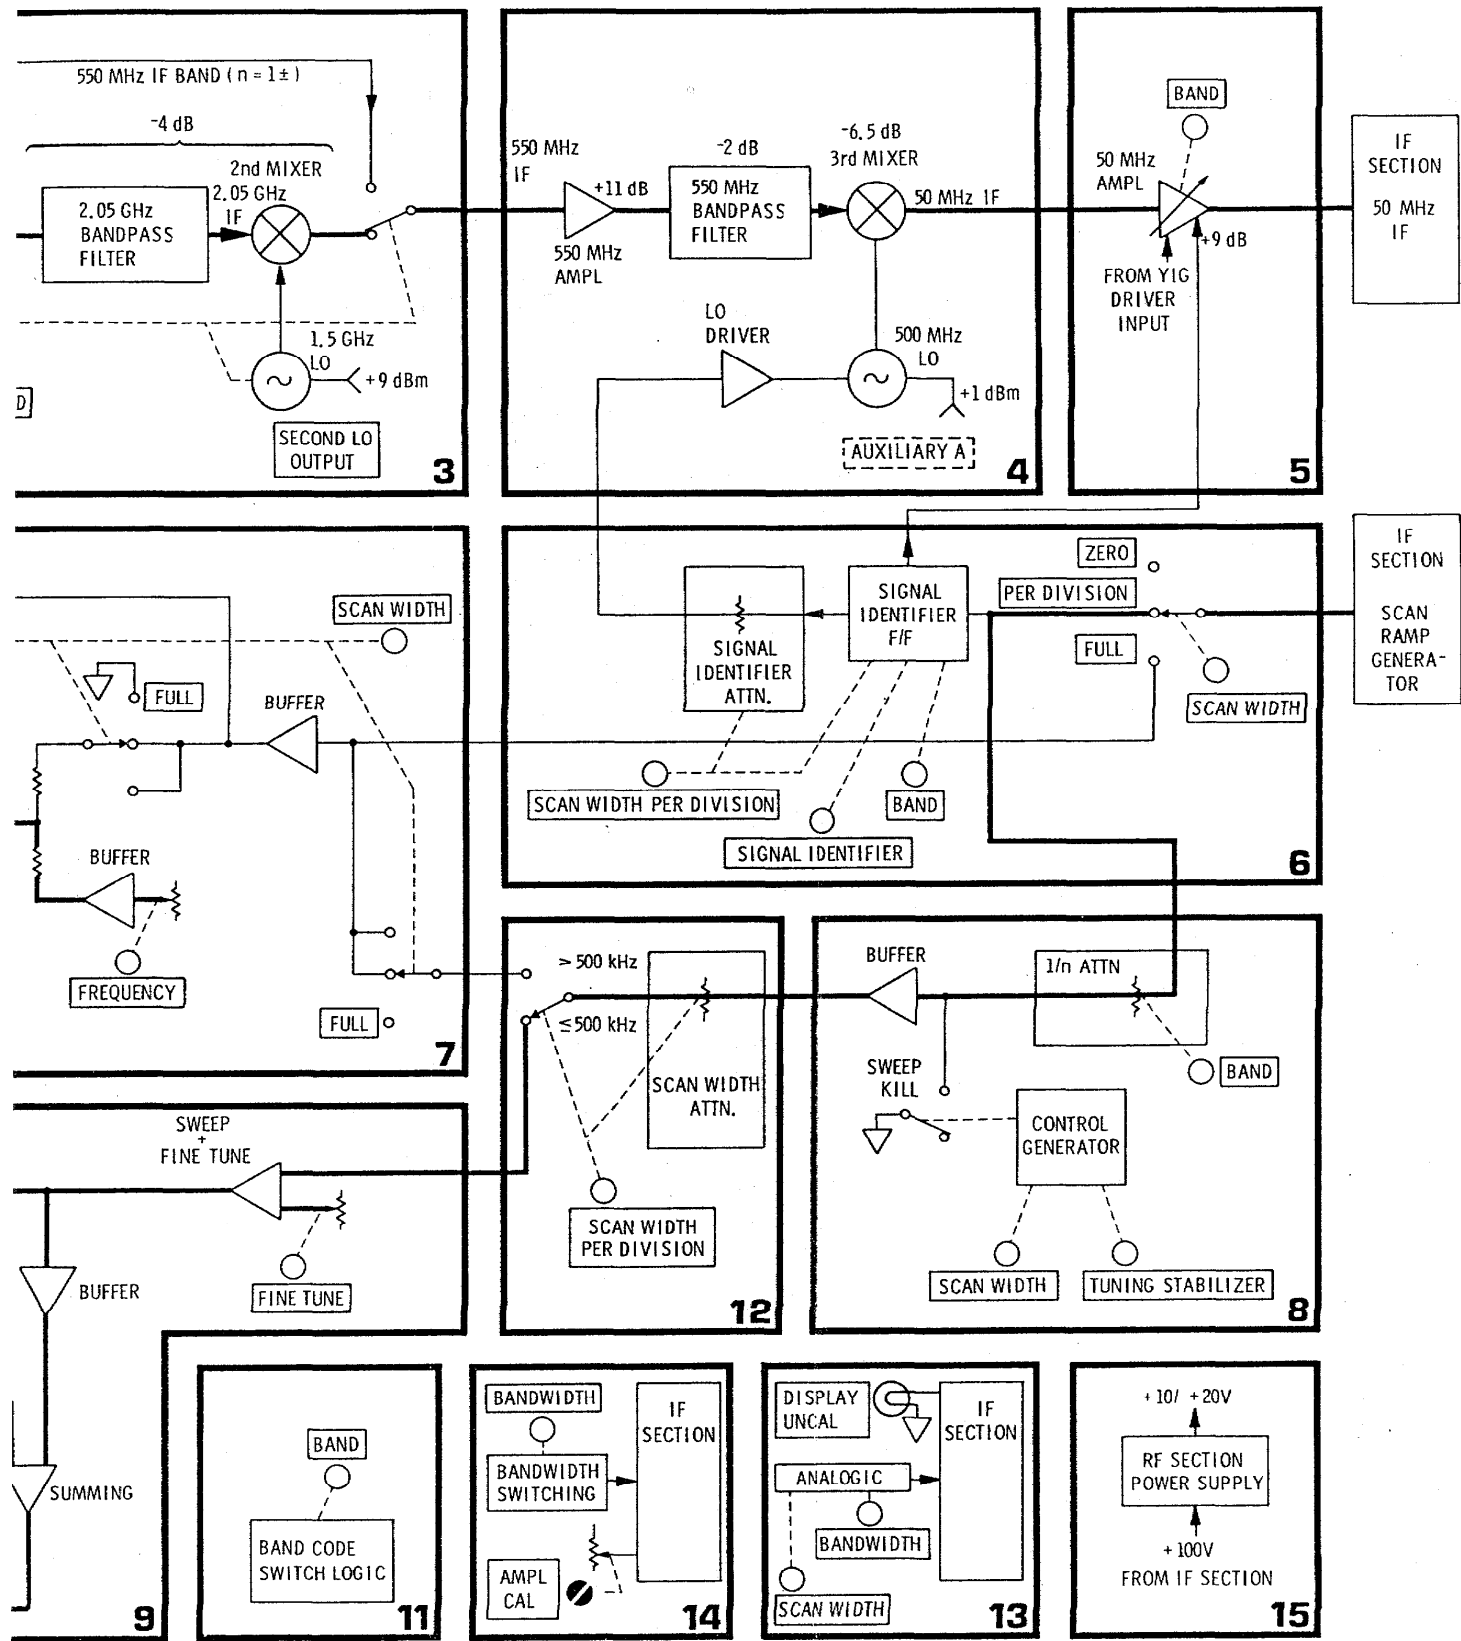 550 MHz IF BAND ( n = 1± )
-4 dB
2nd MIXER
2.05 GHz
IF
2.05 GHz
BANDPASS
FILTER
1.5 GHz
LO
+9 dBm
D
SECOND LO
OUTPUT
3
550 MHz
IF
+11 dB
550 MHz
AMPL
-2 dB
550 MHz
BANDPASS
FILTER
-6.5 dB
3rd MIXER
50 MHz IF
LO
DRIVER
500 MHz
LO
+1 dBm
AUXILIARY A
4
BAND
50 MHz
AMPL
+9 dB
FROM YIG
DRIVER
INPUT
5
IF
SECTION
50 MHz
IF
SCAN WIDTH
FULL
BUFFER
BUFFER
FREQUENCY
FULL
7
SIGNAL
IDENTIFIER
ATTN.
SIGNAL
IDENTIFIER
F/F
ZERO
PER DIVISION
FULL
SCAN WIDTH
SCAN WIDTH PER DIVISION
BAND
SIGNAL IDENTIFIER
6
IF
SECTION
SCAN
RAMP
GENERA-
TOR
> 500 kHz
≤ 500 kHz
SCAN WIDTH
ATTN.
SCAN WIDTH
PER DIVISION
12
BUFFER
1/n ATTN
BAND
SWEEP
KILL
CONTROL
GENERATOR
SCAN WIDTH
TUNING STABILIZER
8
SWEEP
+
FINE TUNE
FINE TUNE
BUFFER
SUMMING
9
BAND
BAND CODE
SWITCH LOGIC
11
BANDWIDTH
BANDWIDTH
SWITCHING
IF
SECTION
AMPL
CAL
14
DISPLAY
UNCAL
IF
SECTION
ANALOGIC
BANDWIDTH
SCAN WIDTH
13
+10/ +20V
RF SECTION
POWER SUPPLY
+100V
FROM IF SECTION
15